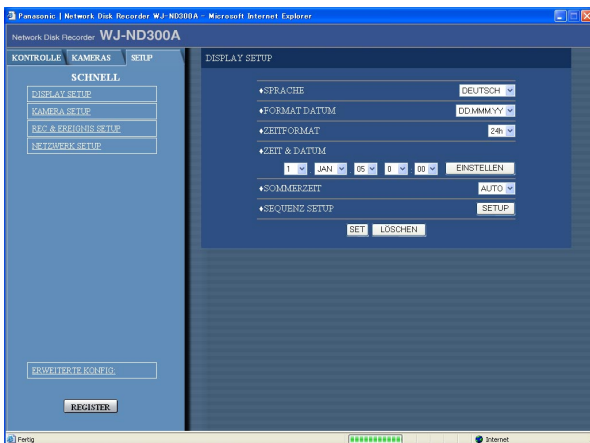 Panasonic | Network Disk Recorder WJ-ND300A - Microsoft Internet Explorer
Network Disk Recorder WJ-ND300A
KONTROLLE KAMERAS SETUP
SCHNELL
DISPLAY SETUP
KAMERA SETUP
REC & EREIGNIS SETUP
NETZWERK SETUP
ERWEITERTE KONFIG.
REGISTER
DISPLAY SETUP
♦SPRACHE DEUTSCH
♦FORMAT DATUM DD.MMM.YY
♦ZEITFORMAT 24h
♦ZEIT & DATUM
1 . JAN . 05 0 : 00 EINSTELLEN
♦SOMMERZEIT AUTO
♦SEQUENZ SETUP SETUP
SET LÖSCHEN
Fertig Internet